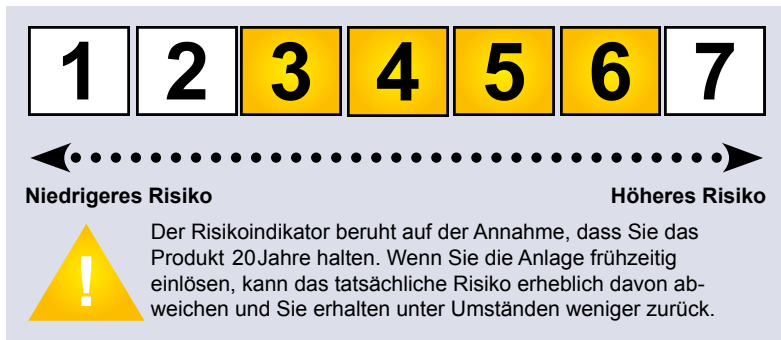 1 2 3 4 5 6 7
Niedrigeres Risiko Höheres Risiko
Der Risikoindikator beruht auf der Annahme, dass Sie das
Produkt 20Jahre halten. Wenn Sie die Anlage frühzeitig
einlösen, kann das tatsächliche Risiko erheblich davon ab-
weichen und Sie erhalten unter Umständen weniger zurück.
!